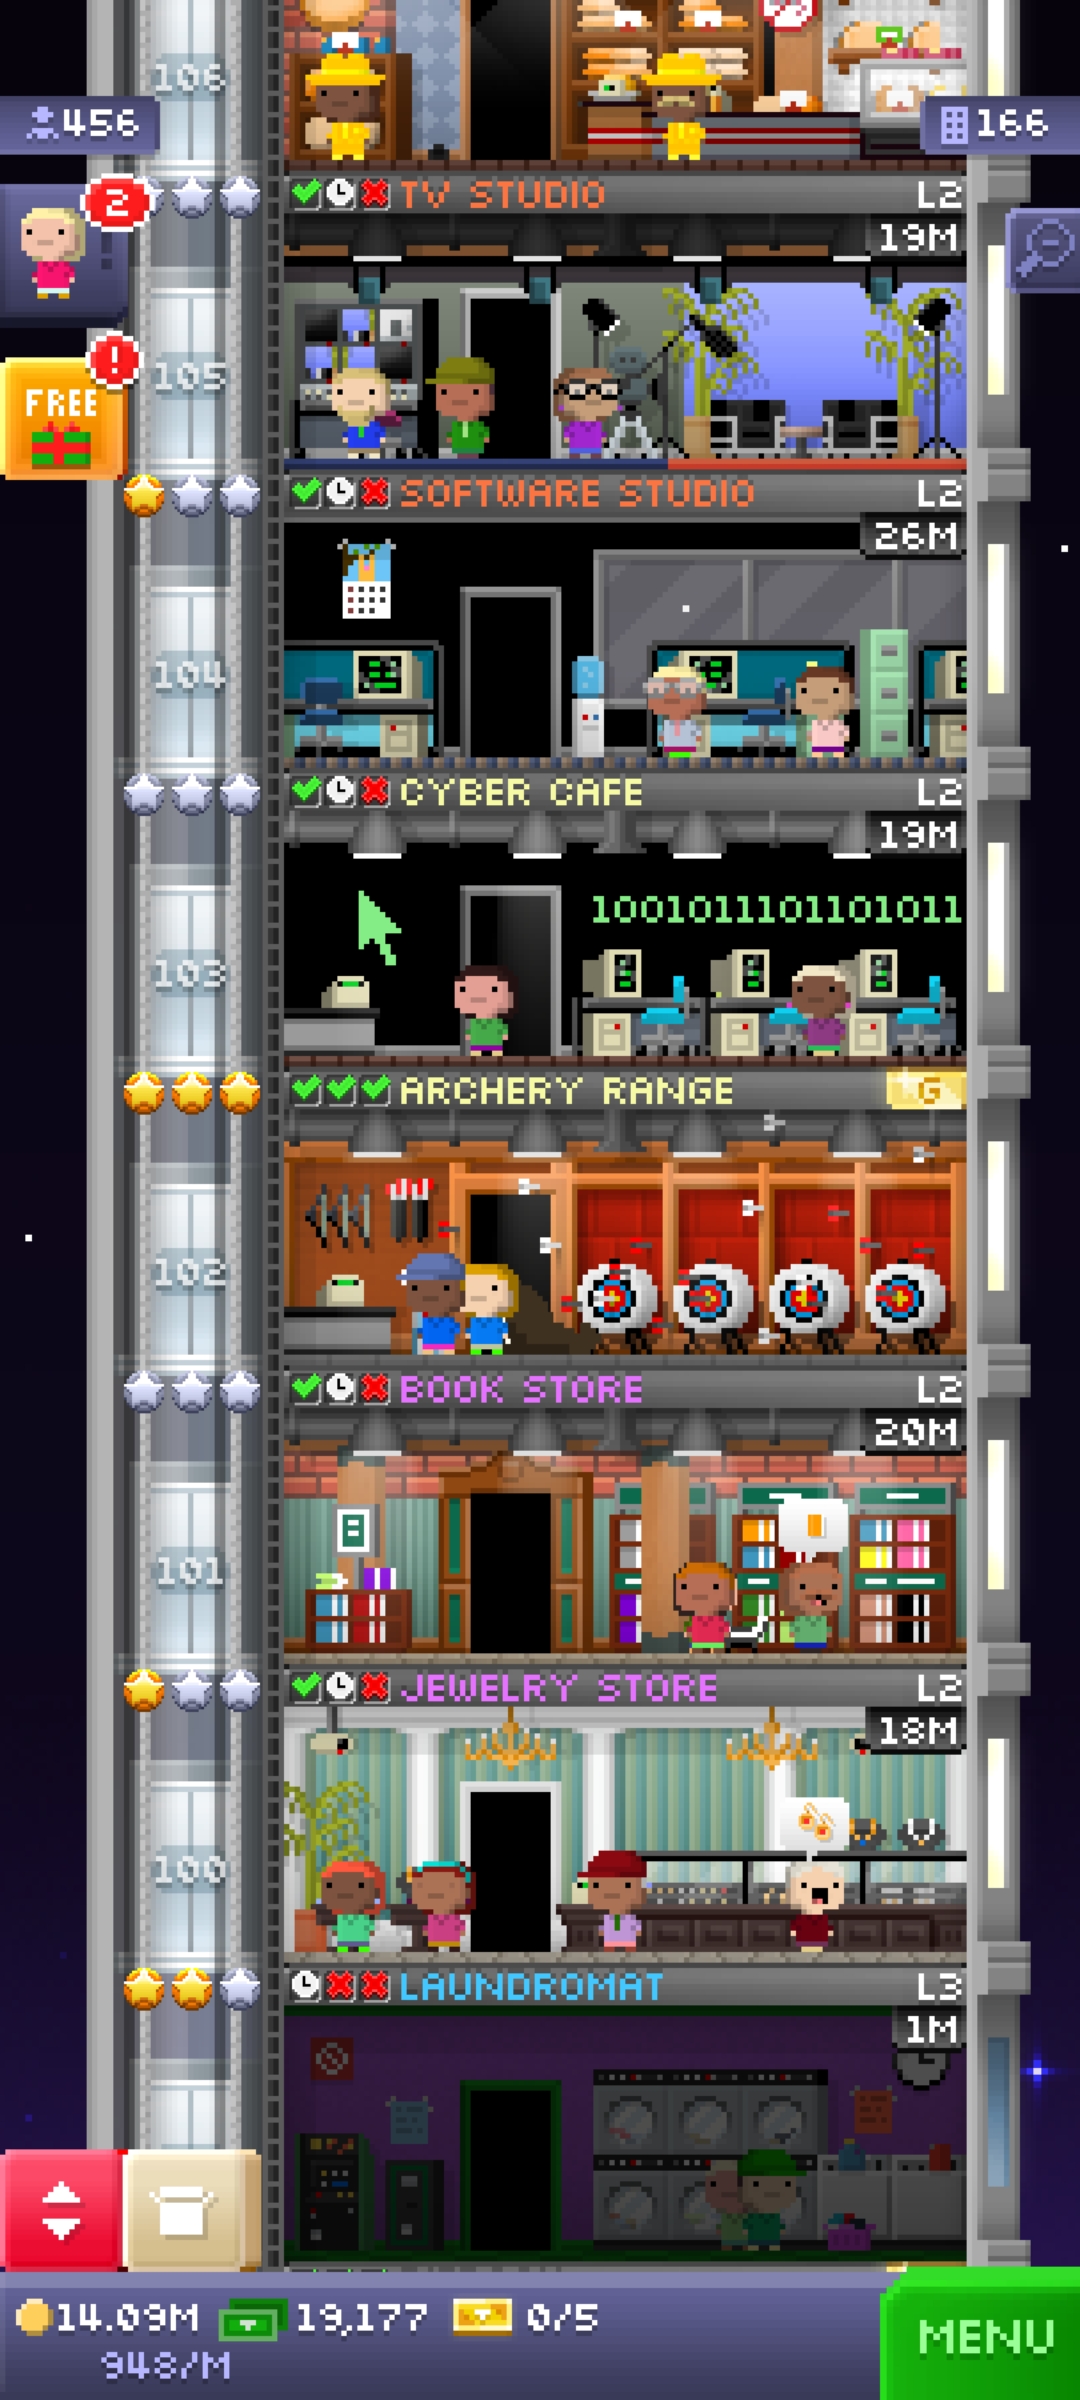 106
456
166
TV STUDIO L2
2
19M
105
!
FREE
SOFTWARE STUDIO L2
26M
104
CYBER CAFE L2
19M
1001011101101011
103
ARCHERY RANGE G
102
BOOK STORE L2
20M
101
JEWELRY STORE L2
18M
100
LAUNDROMAT L3
1M
14.09M 19,177 0/5
948/M
MENU